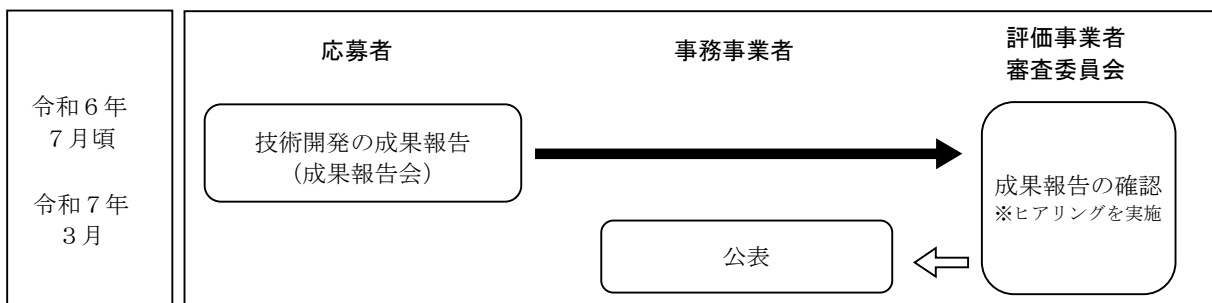 令和６年
７月頃
令和７年
３月
応募者
事務事業者
評価事業者
審査委員会
技術開発の成果報告
（成果報告会）
成果報告の確認
※ヒアリングを実施
公表